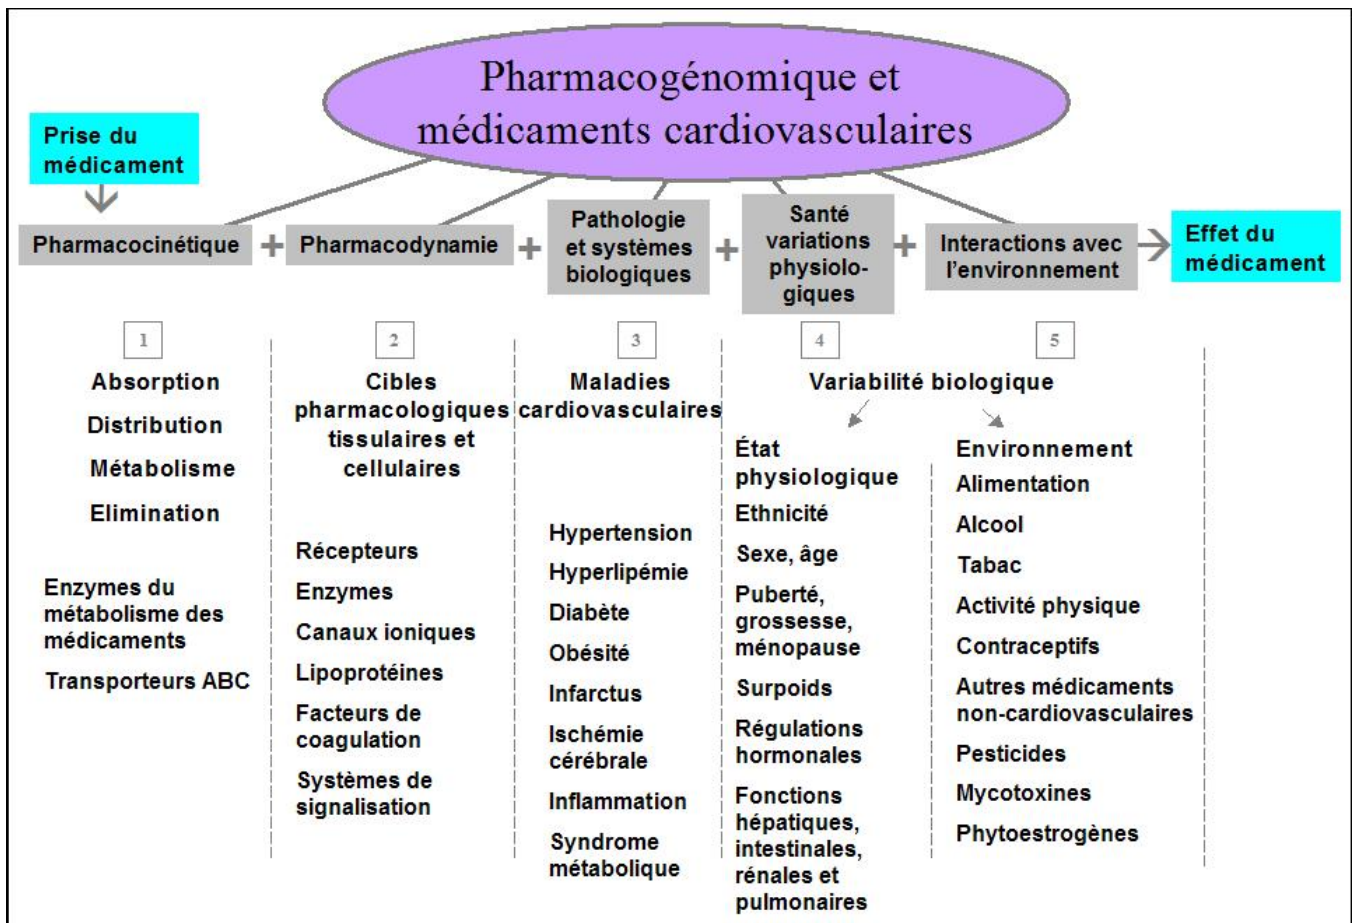 Pharmacogénomique et
médicaments cardiovasculaires
Prise du
médicament
Pharmacocinétique
+
Pharmacodynamie
+
Pathologie
et systèmes
biologiques
+
Santé
variations
physiolo-
giques
+
Interactions avec
l'environnement
Effet du
médicament
1
Absorption
Distribution
Métabolisme
Elimination
Enzymes du
métabolisme des
médicaments
Transporteurs ABC
2
Cibles
pharmacologiques
tissulaires et
cellulaires
Récepteurs
Enzymes
Canaux ioniques
Lipoprotéines
Facteurs de
coagulation
Systèmes de
signalisation
3
Maladies
cardiovasculaires
Hypertension
Hyperlipémie
Diabète
Obésité
Infarctus
Ischémie
cérébrale
Inflammation
Syndrome
métabolique
4
5
Variabilité biologique
État
physiologique
Ethnicité
Sexe, âge
Puberté,
grossesse,
ménopause
Surpoids
Régulations
hormonales
Fonctions
hépatiques,
intestinales,
rénales et
pulmonaires
Environnement
Alimentation
Alcool
Tabac
Activité physique
Contraceptifs
Autres médicaments
non-cardiovasculaires
Pesticides
Mycotoxines
Phytoestrogènes